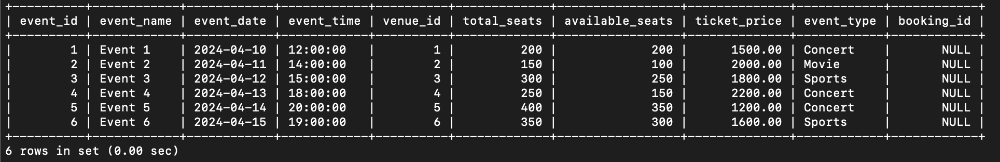 +----------+------------+------------+------------+----------+-------------+-----------------+--------------+------------+------------+
| event_id | event_name | event_date | event_time | venue_id | total_seats | available_seats | ticket_price | event_type | booking_id |
+----------+------------+------------+------------+----------+-------------+-----------------+--------------+------------+------------+
|        1 | Event 1    | 2024-04-10 | 12:00:00   |        1 |         200 |             200 |      1500.00 | Concert    |       NULL |
|        2 | Event 2    | 2024-04-11 | 14:00:00   |        2 |         150 |             100 |      2000.00 | Movie      |       NULL |
|        3 | Event 3    | 2024-04-12 | 15:00:00   |        3 |         300 |             250 |      1800.00 | Sports     |       NULL |
|        4 | Event 4    | 2024-04-13 | 18:00:00   |        4 |         250 |             150 |      2200.00 | Concert    |       NULL |
|        5 | Event 5    | 2024-04-14 | 20:00:00   |        5 |         400 |             350 |      1200.00 | Concert    |       NULL |
|        6 | Event 6    | 2024-04-15 | 19:00:00   |        6 |         350 |             300 |      1600.00 | Sports     |       NULL |
+----------+------------+------------+------------+----------+-------------+-----------------+--------------+------------+------------+
6 rows in set (0.00 sec)